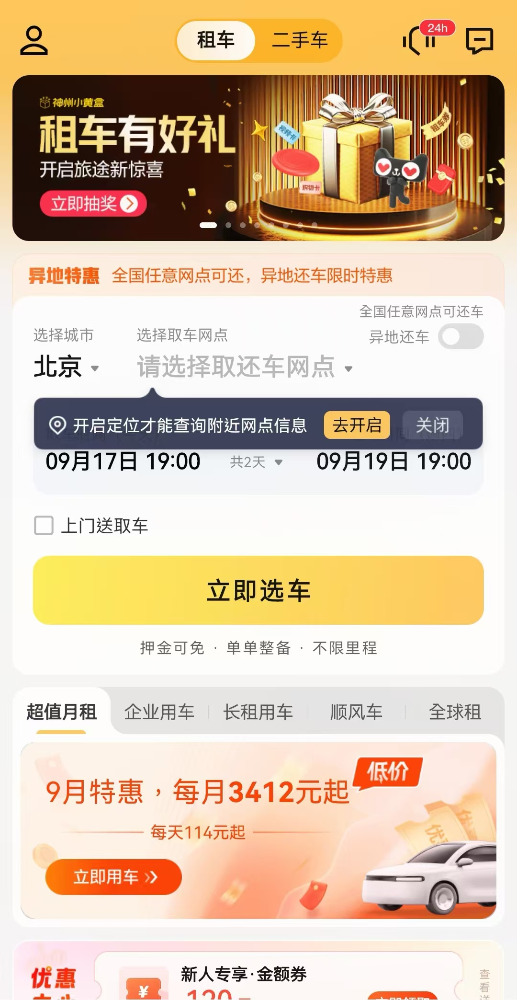 租车
二手车
24h
神州小黄盒
租车有好礼
开启旅途新惊喜
立即抽奖
视频卡
购物卡
租车券
异地特惠
全国任意网点可还，异地还车限时特惠
全国任意网点可还车
选择城市
选择取车网点
异地还车
北京
请选择取还车网点
开启定位才能查询附近网点信息
去开启
关闭
09月17日 19:00
共2天
09月19日 19:00
上门送取车
立即选车
押金可免 · 单单整备 · 不限里程
超值月租
企业用车
长租用车
顺风车
全球租
9月特惠，每月3412元起
低价
每天114元起
立即用车
优惠
新人专享·金额券
¥
120
查看